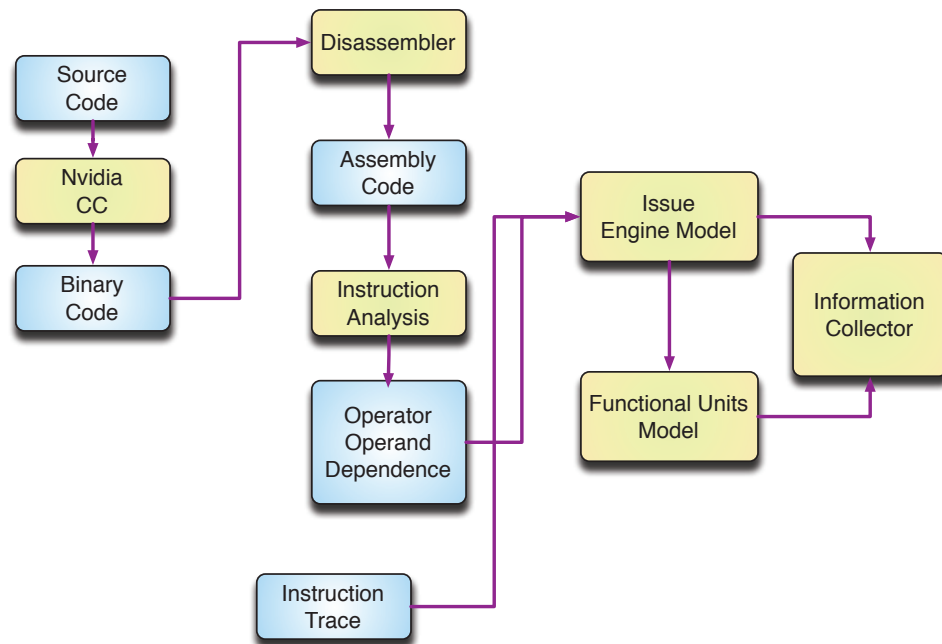 Source
Code
Nvidia
CC
Binary
Code
Disassembler
Assembly
Code
Instruction
Analysis
Operator
Operand
Dependence
Instruction
Trace
Issue
Engine Model
Functional Units
Model
Information
Collector